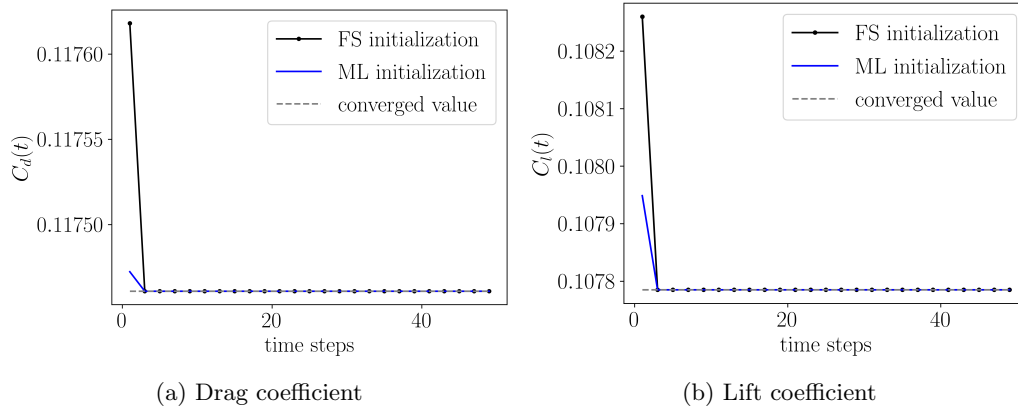 0.11760
0.11755
0.11750
C_d(t)
FS initialization
ML initialization
converged value
0
20
40
time steps
(a) Drag coefficient
0.1082
0.1081
0.1080
0.1079
0.1078
C_l(t)
FS initialization
ML initialization
converged value
0
20
40
time steps
(b) Lift coefficient